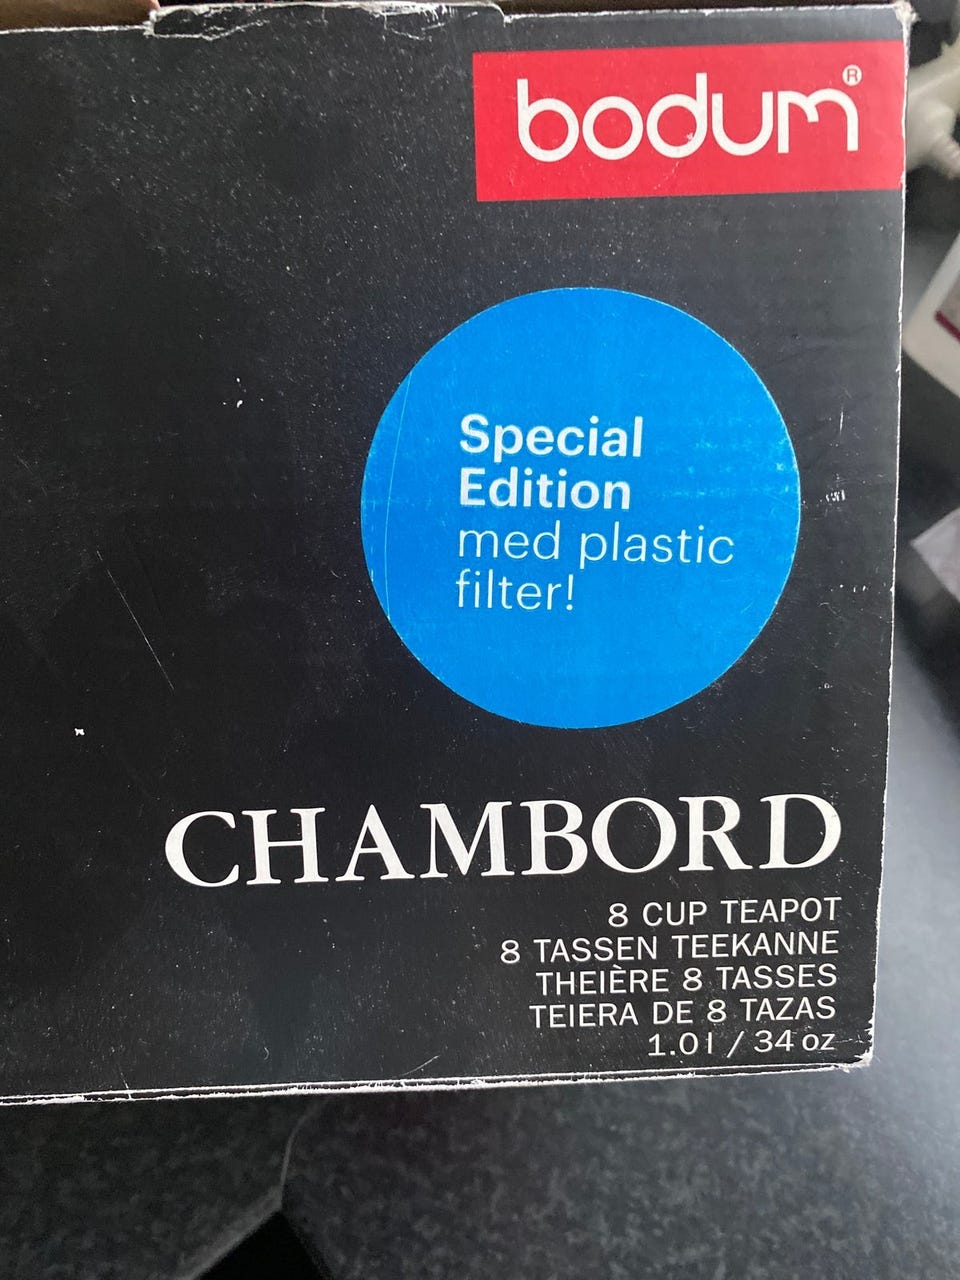 bodum®
Special
Edition
med plastic
filter!
CHAMBORD
8 CUP TEAPOT
8 TASSEN TEEKANNE
THEIÈRE 8 TASSES
TEIERA DE 8 TAZAS
1.0l / 34 oz